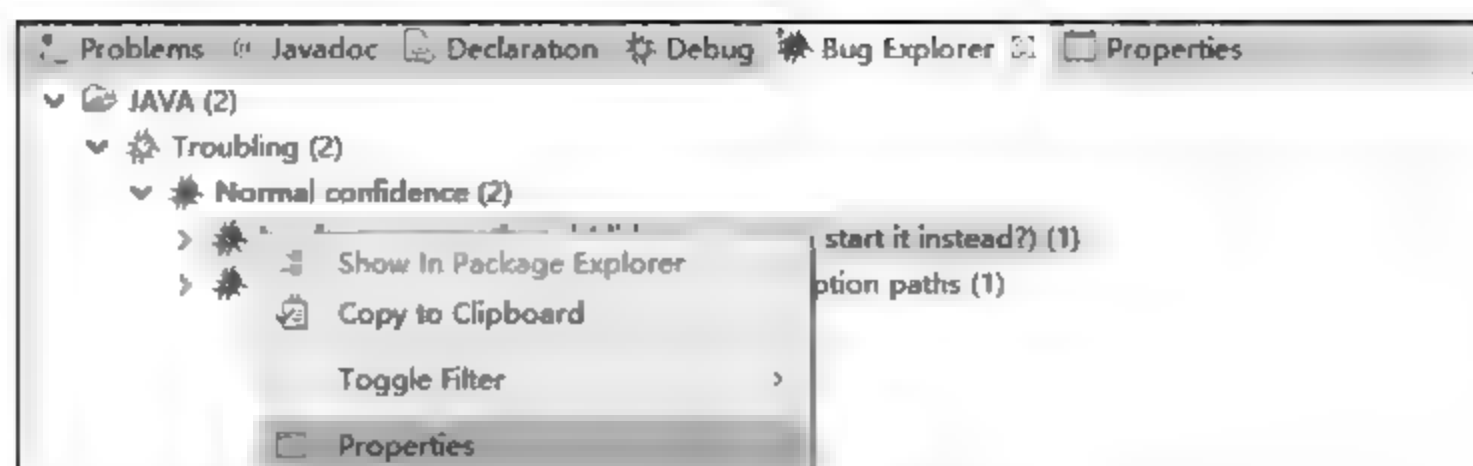 Problems Javadoc Declaration Debug Bug Explorer Properties
JAVA (2)
Troubling (2)
Normal confidence (2)
start it instead?) (1)
Show In Package Explorer
ption paths (1)
Copy to Clipboard
Toggle Filter
Properties